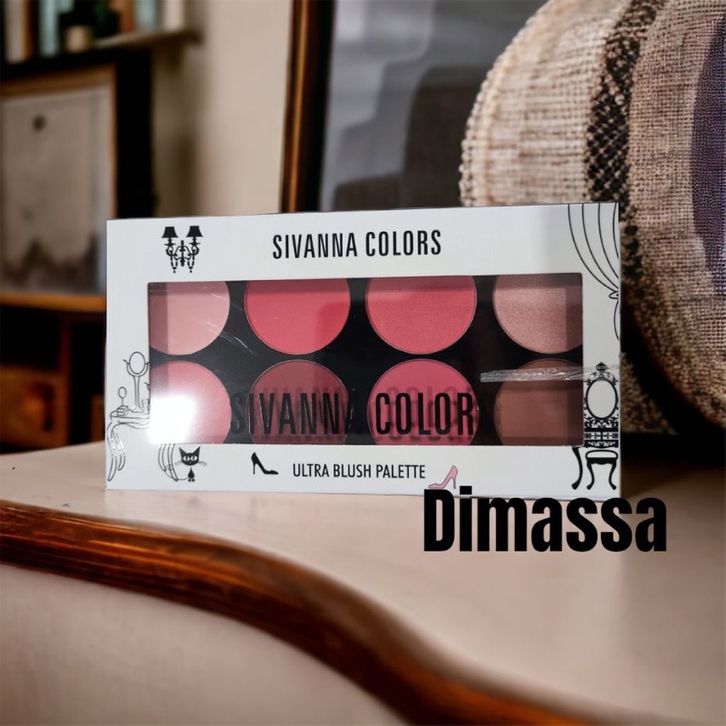 SIVANNA COLORS
SIVANNA COLOR
ULTRA BLUSH PALETTE
Dimassa